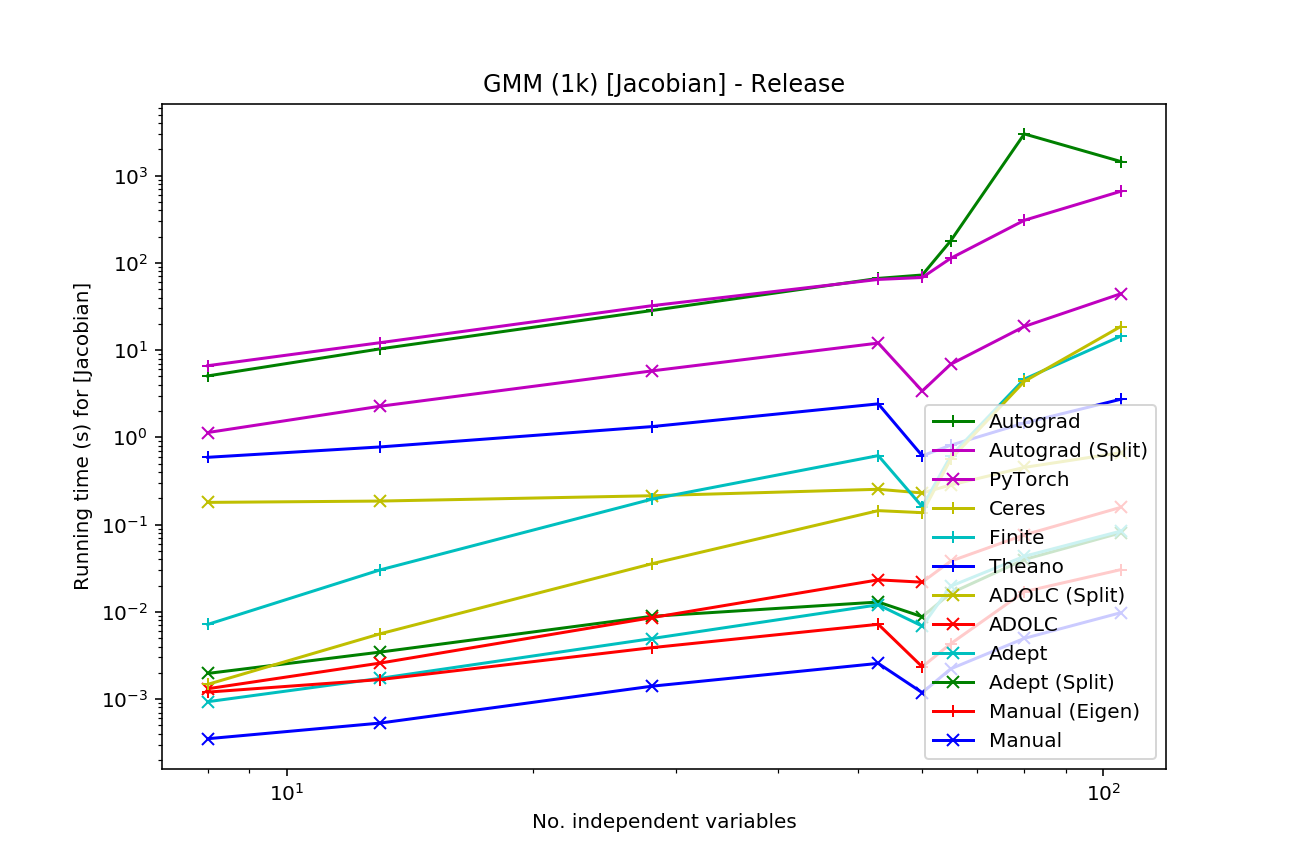 GMM (1k) [Jacobian] - Release
Running time (s) for [Jacobian]
10³
10²
10¹
10⁰
10⁻¹
10⁻²
10⁻³
Autograd
Autograd (Split)
PyTorch
Ceres
Finite
Theano
ADOLC (Split)
ADOLC
Adept
Adept (Split)
Manual (Eigen)
Manual
10¹
10²
No. independent variables